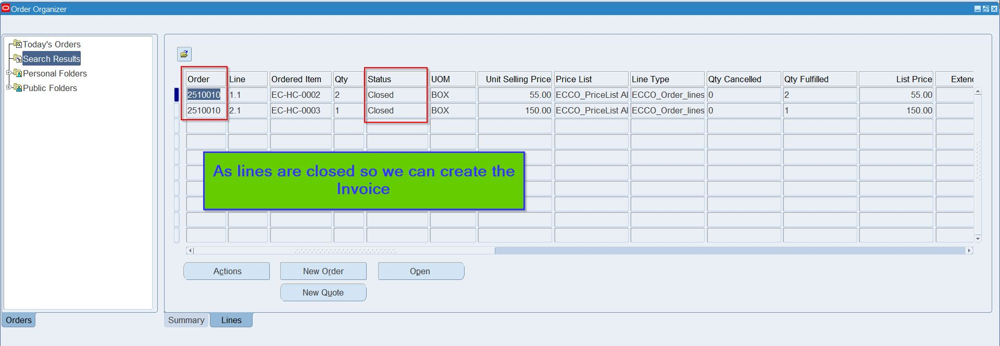 Order Organizer
Today's Orders
Search Results
Personal Folders
Public Folders
Order Line Ordered Item Qty Status UOM Unit Selling Price Price List Line Type Qty Cancelled Qty Fulfilled List Price Extend
2510010 1.1 EC-HC-0002 2 Closed BOX 55.00 ECCO_PriceList Al ECCO_Order_lines 0 2 55.00
2510010 2.1 EC-HC-0003 1 Closed BOX 150.00 ECCO_PriceList Al ECCO_Order_lines 0 1 150.00
As lines are closed so we can create the
Invoice
Actions New Order Open
New Quote
Orders Summary Lines